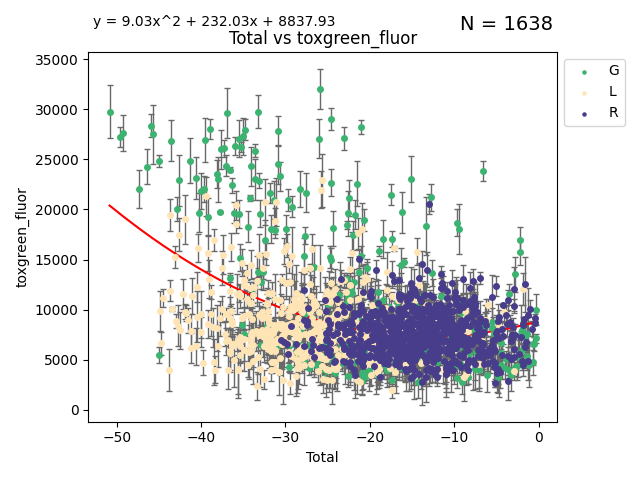 y = 9.03x^2 + 232.03x + 8837.93
N = 1638
Total vs toxgreen_fluor
35000
30000
25000
20000
15000
10000
5000
0
toxgreen_fluor
−50
−40
−30
−20
−10
0
Total
G
L
R